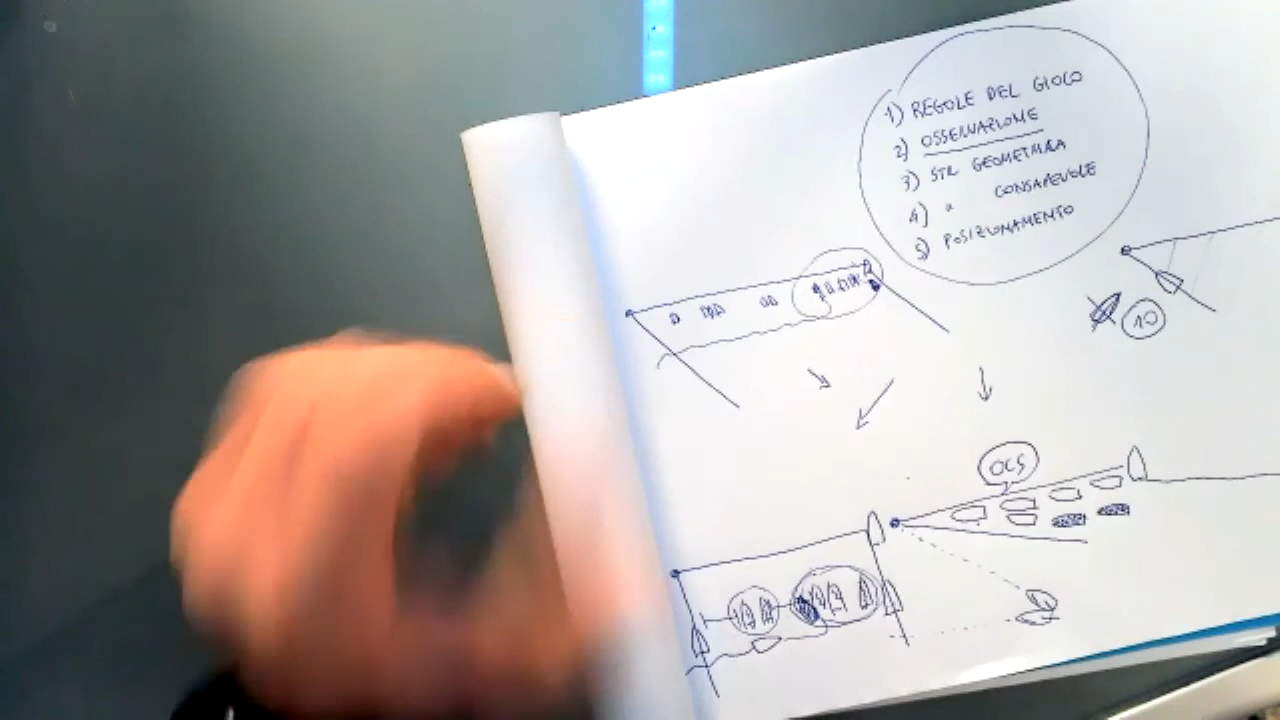 1) REGOLE DEL GIOCO
2) OSSERVAZIONE
3) STR GEOMETRICA
4) " CONSAPEVOLE
5) POSIZIONAMENTO
10
OCS